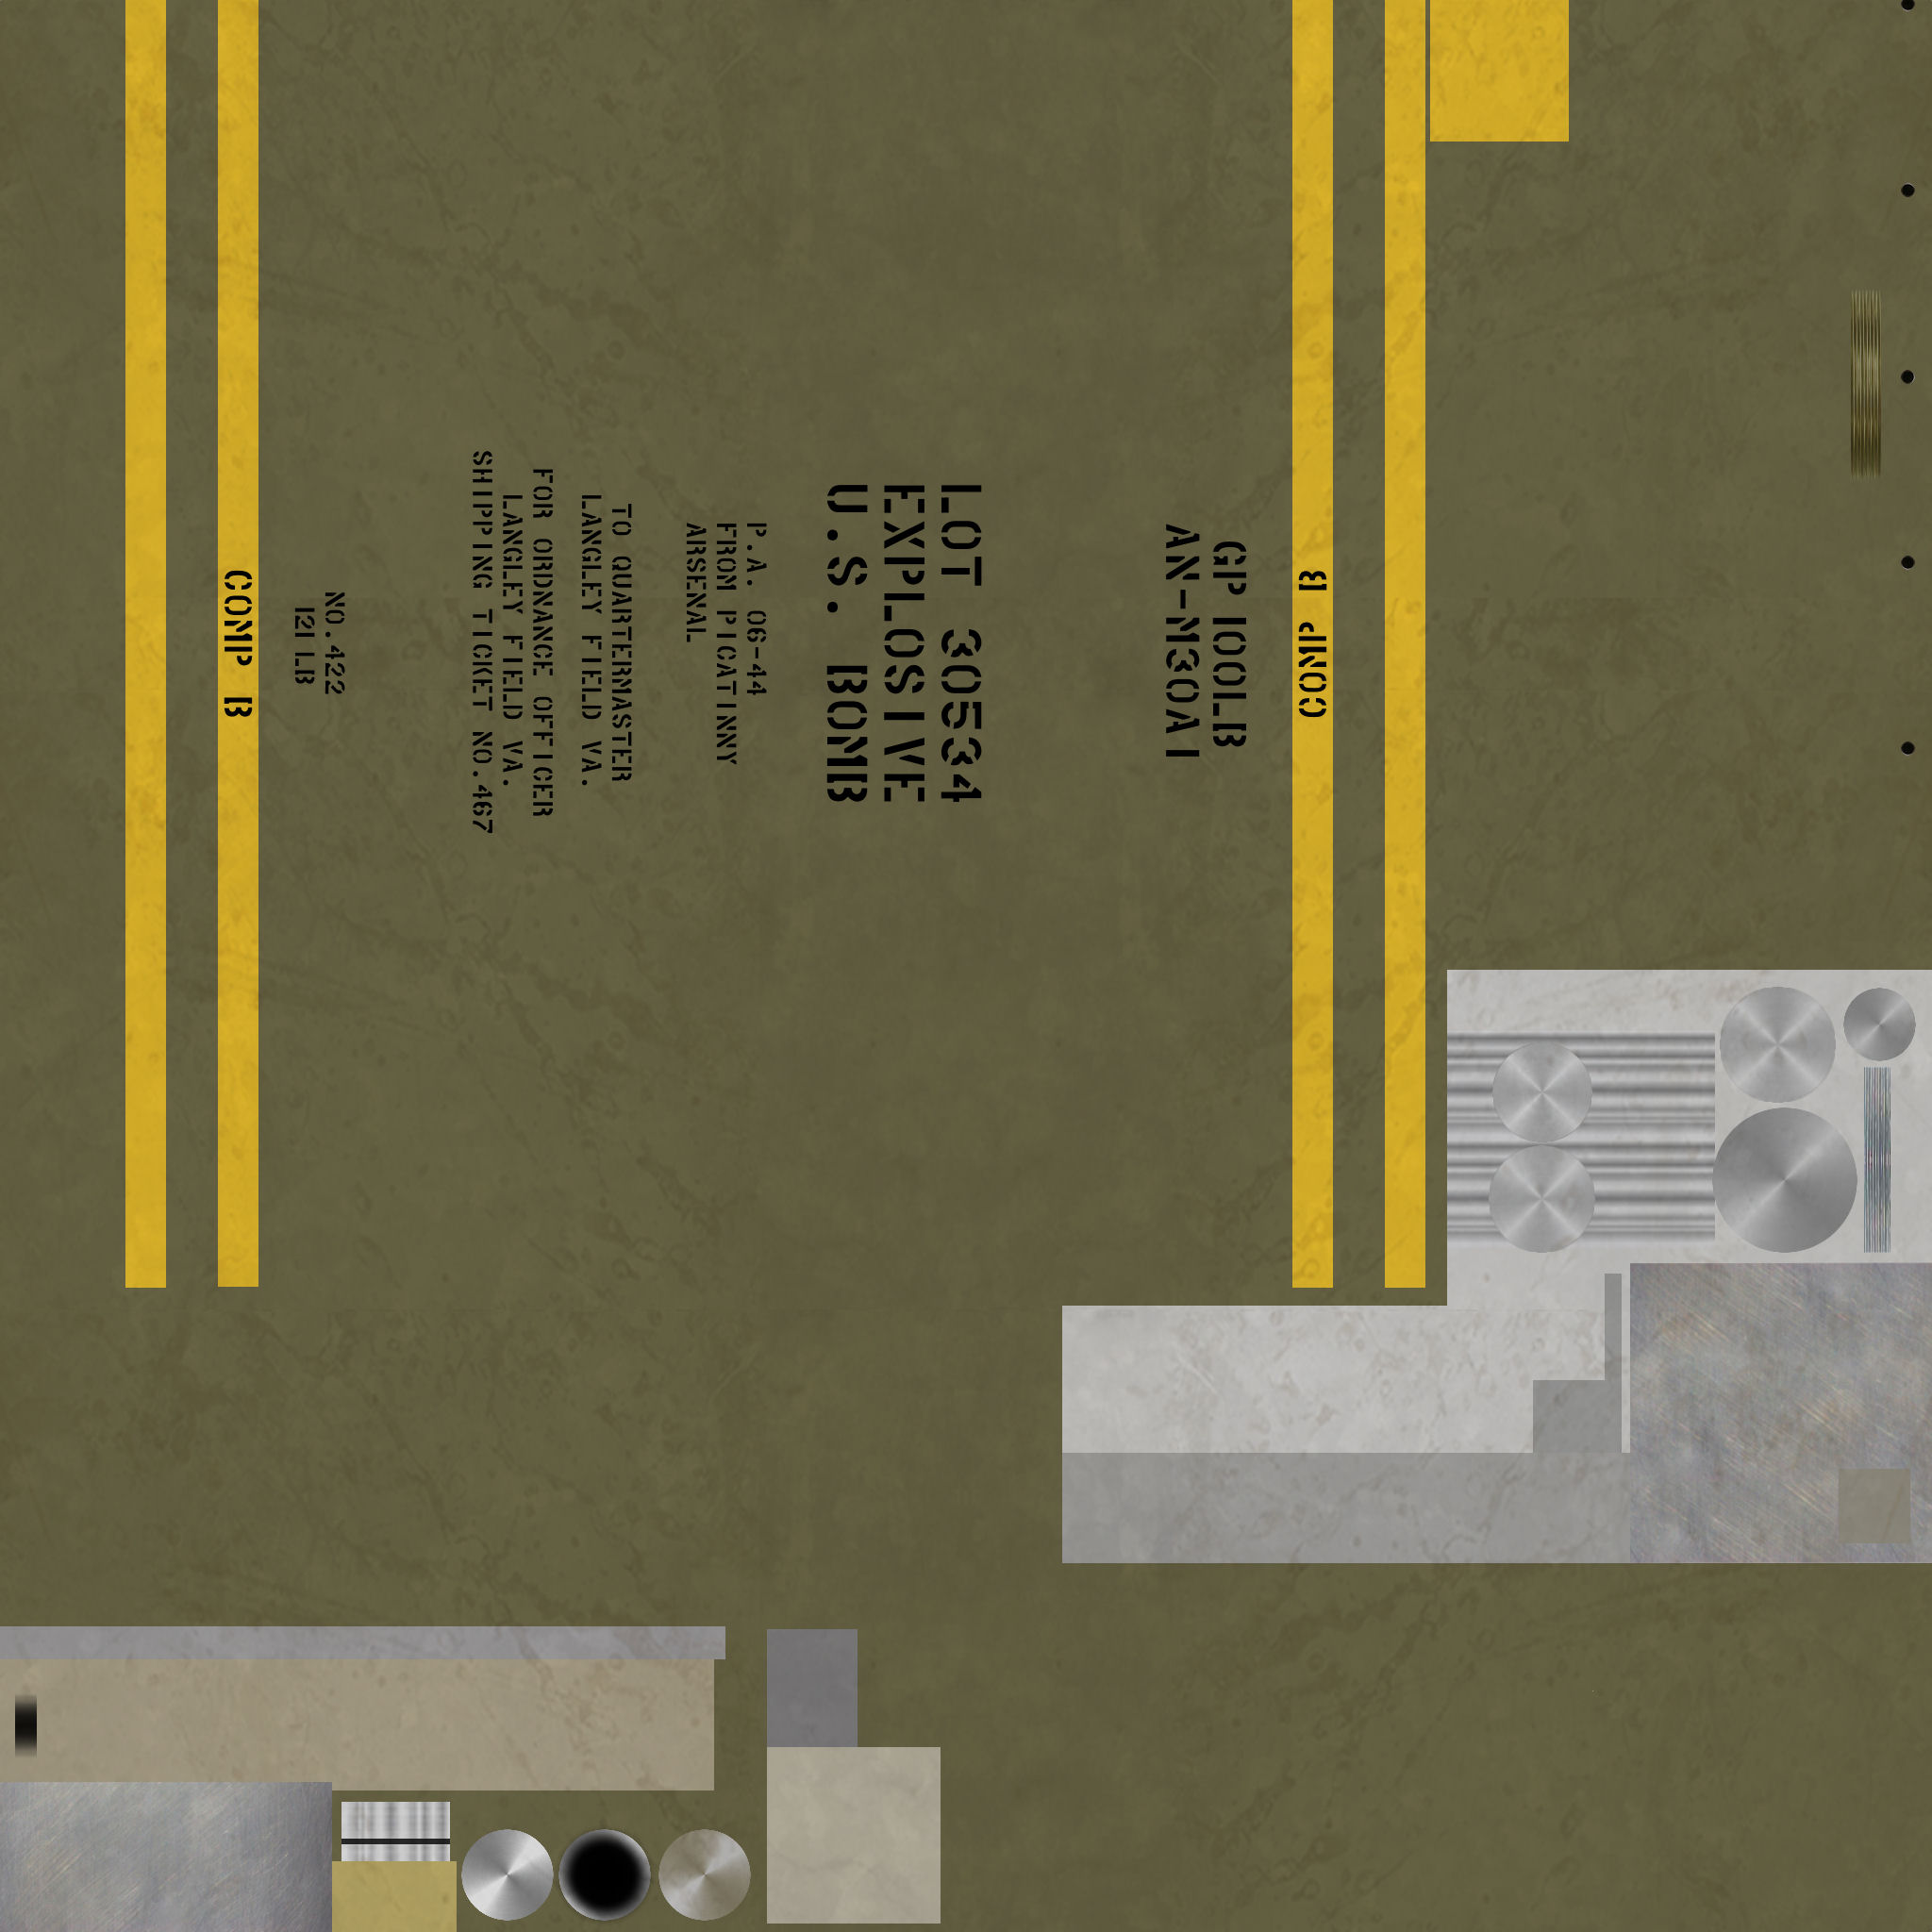 COMP B
GP 100LB
AN-M30A1
LOT 30534
EXPLOSIVE
U.S. BOMB
P.A. 06-44
FROM PICATINNY
ARSENAL
TO QUARTERMASTER
LANGLEY FIELD VA.
FOR ORDNANCE OFFICER
LANGLEY FIELD VA.
SHIPPING TICKET NO.467
NO.422
121 LB
COMP B